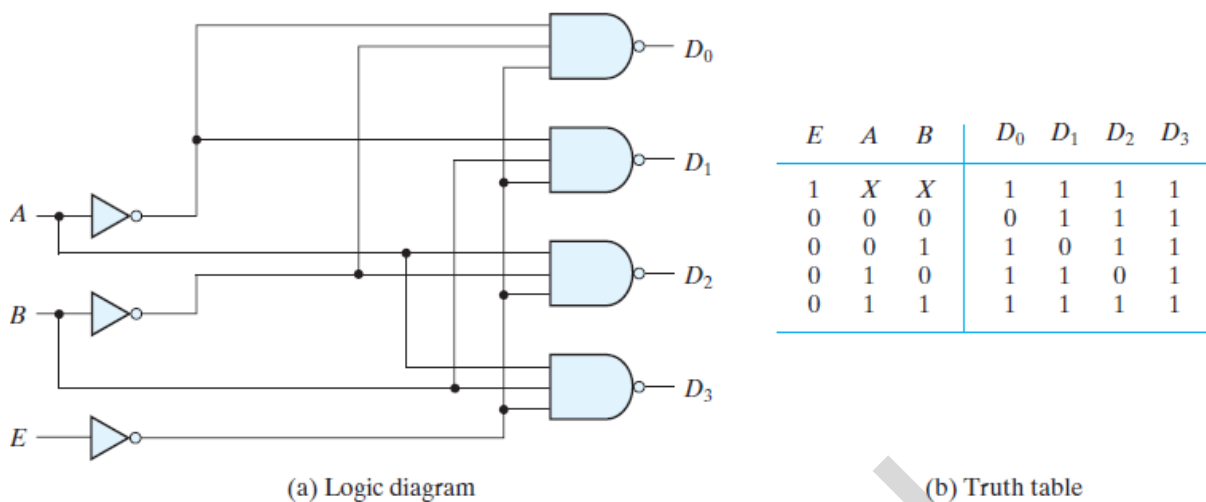 D0
D1
A
D2
B
D3
E
(a) Logic diagram
E A B D0 D1 D2 D3
1 X X 1 1 1 1
0 0 0 0 1 1 1
0 0 1 1 0 1 1
0 1 0 1 1 0 1
0 1 1 1 1 1 1
(b) Truth table